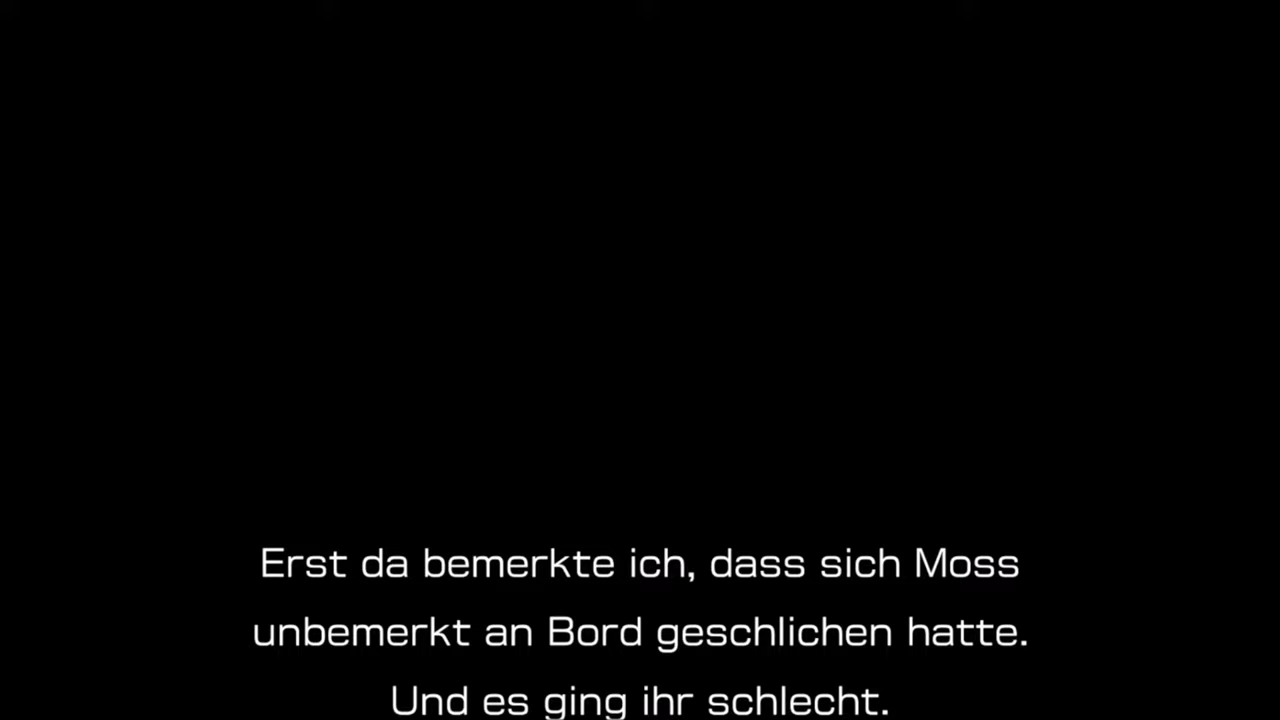 Erst da bemerkte ich, dass sich Moss
unbemerkt an Bord geschlichen hatte.
Und es ging ihr schlecht.